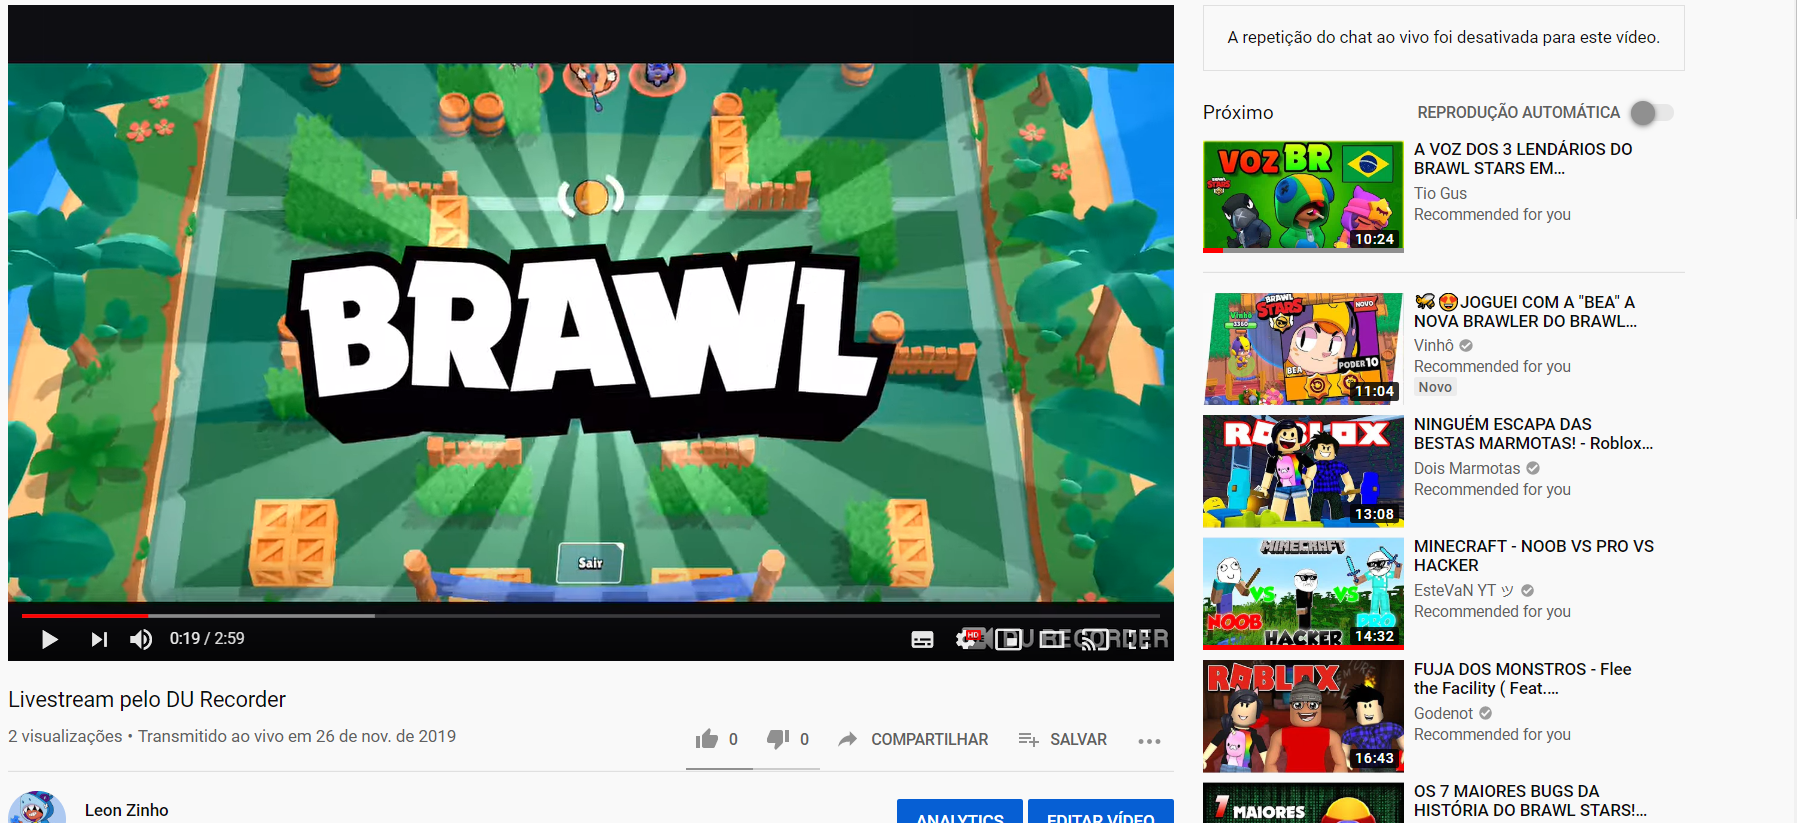 BRAWL
Sair
0:19 / 2:59
HD
DU RECORDER
Livestream pelo DU Recorder
2 visualizações • Transmitido ao vivo em 26 de nov. de 2019
0
0
COMPARTILHAR
SALVAR
Leon Zinho
ANALYTICS
EDITAR VÍDEO
A repetição do chat ao vivo foi desativada para este vídeo.
Próximo
REPRODUÇÃO AUTOMÁTICA
VOZ BR
BRAWL
STARS
10:24
A VOZ DOS 3 LENDÁRIOS DO
BRAWL STARS EM...
Tio Gus
Recommended for you
BRAWL
STARS
NOVO
Vinhô
3360
BEA
PODER 10
11:04
JOGUEI COM A "BEA" A
NOVA BRAWLER DO BRAWL...
Vinhô
Recommended for you
Novo
ROBLOX
13:08
NINGUÉM ESCAPA DAS
BESTAS MARMOTAS! - Roblox...
Dois Marmotas
Recommended for you
MINECRAFT
VS
VS
NOOB
PRO
HACKER
14:32
MINECRAFT - NOOB VS PRO VS
HACKER
EsteVaN YT ツ
Recommended for you
ROBLOX
16:43
FUJA DOS MONSTROS - Flee
the Facility ( Feat....
Godenot
Recommended for you
7 MAIORES
OS 7 MAIORES BUGS DA
HISTÓRIA DO BRAWL STARS!...